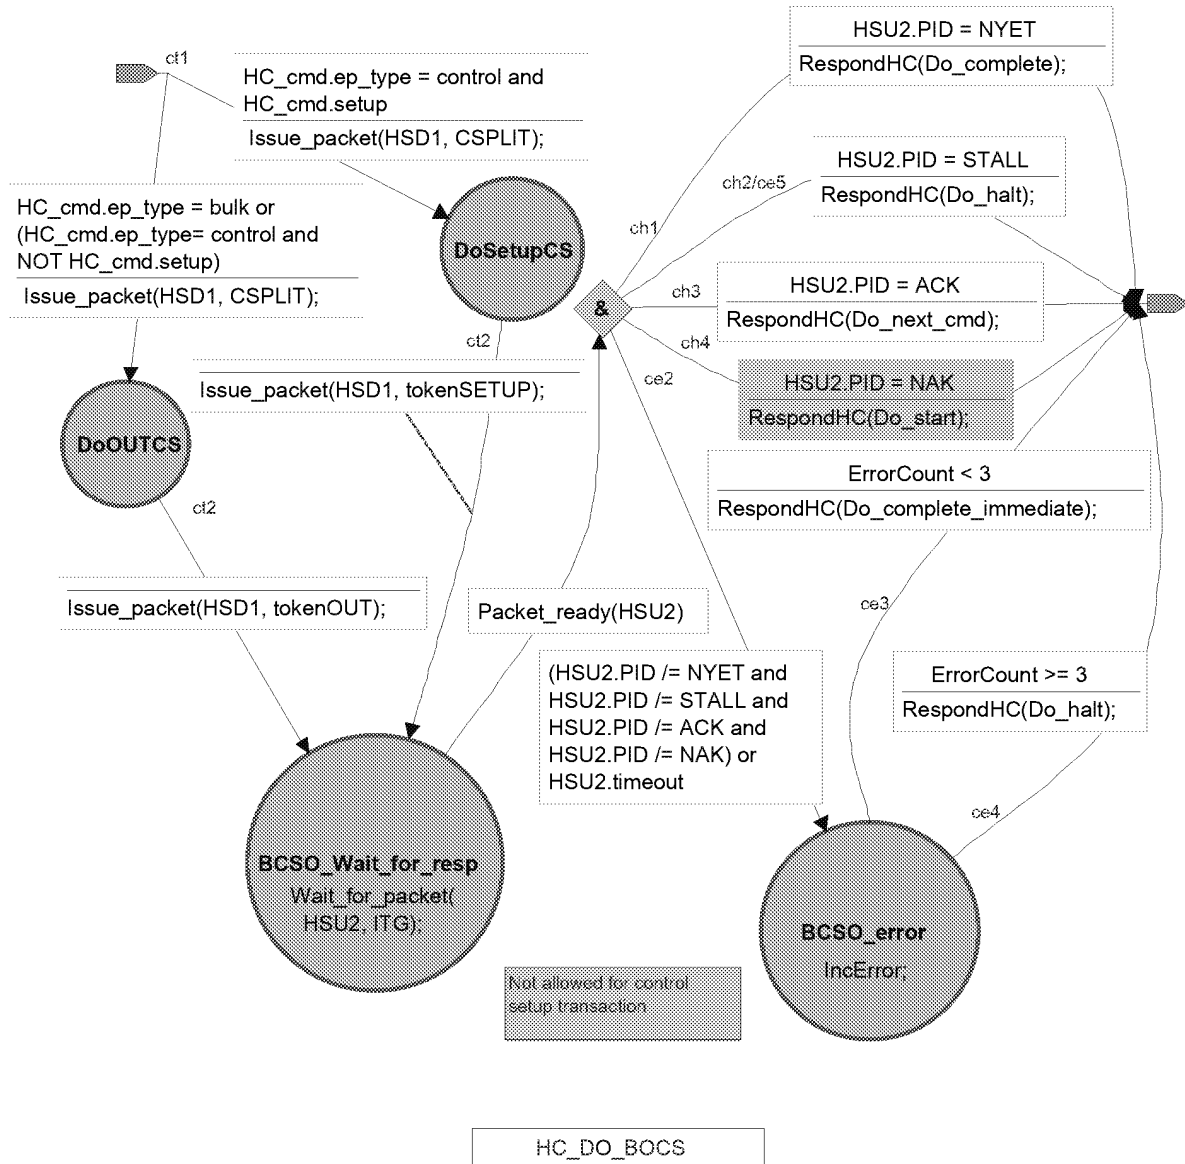 ct1
HC_cmd.ep_type = control and
HC_cmd.setup
Issue_packet(HSD1, CSPLIT);
HC_cmd.ep_type = bulk or
(HC_cmd.ep_type= control and
NOT HC_cmd.setup)
Issue_packet(HSD1, CSPLIT);
DoSetupCS
DoOUTCS
ct2
Issue_packet(HSD1, tokenSETUP);
ct2
Issue_packet(HSD1, tokenOUT);
Packet_ready(HSU2)
BCSO_Wait_for_resp
Wait_for_packet(
HSU2, ITG);
&
HSU2.PID = NYET
RespondHC(Do_complete);
ch1
HSU2.PID = STALL
RespondHC(Do_halt);
ch2/ce5
HSU2.PID = ACK
RespondHC(Do_next_cmd);
ch3
HSU2.PID = NAK
RespondHC(Do_start);
ch4
ce2
(HSU2.PID /= NYET and
HSU2.PID /= STALL and
HSU2.PID /= ACK and
HSU2.PID /= NAK) or
HSU2.timeout
ErrorCount < 3
RespondHC(Do_complete_immediate);
ce3
ErrorCount >= 3
RespondHC(Do_halt);
ce4
BCSO_error
IncError;
Not allowed for control
setup transaction
HC_DO_BOCS